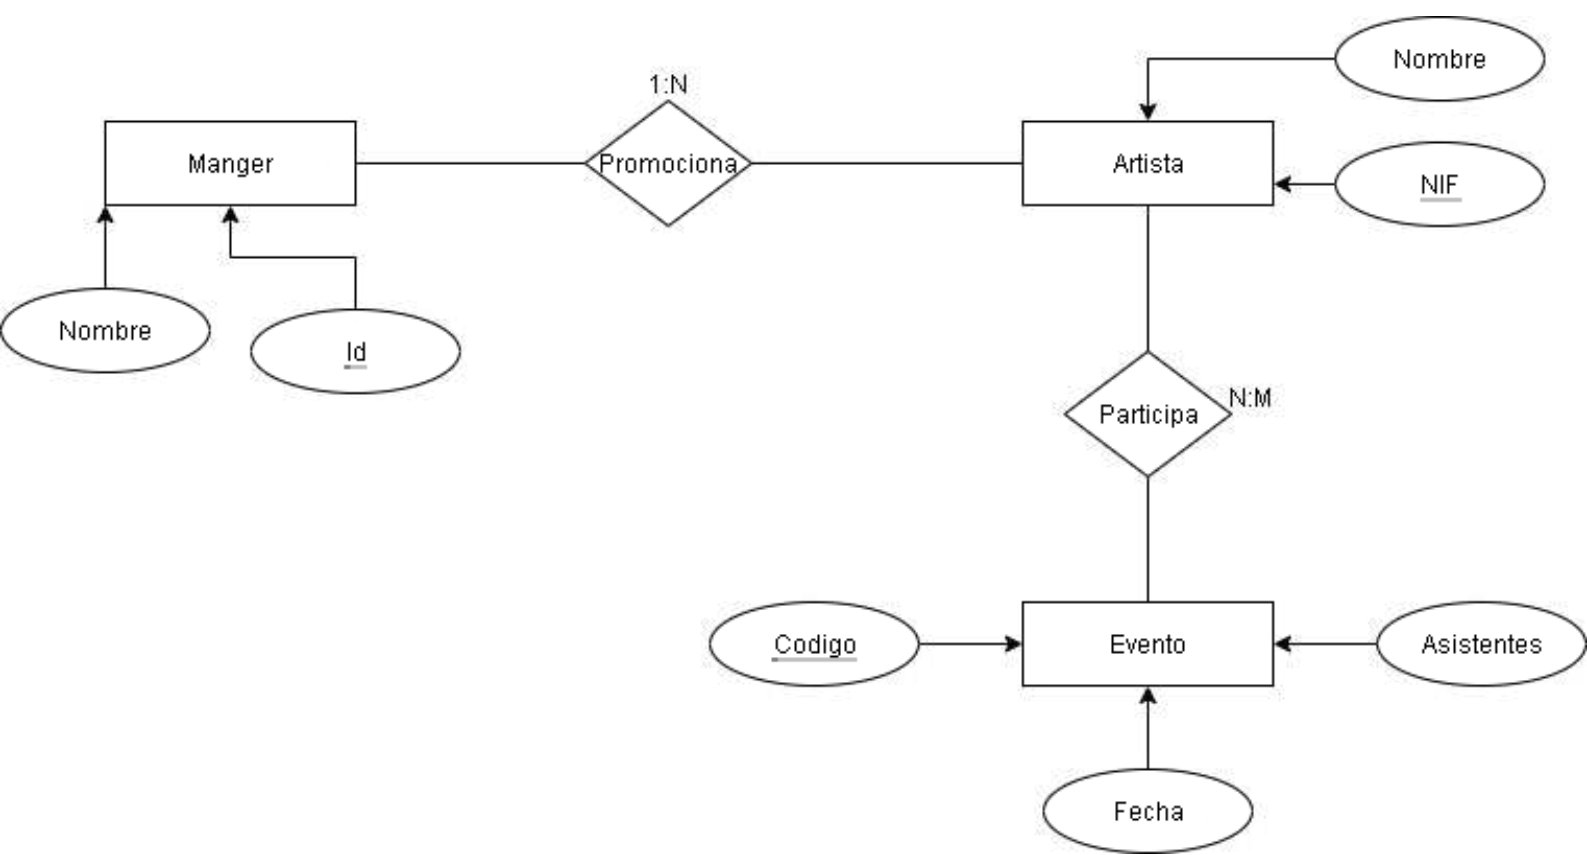 Nombre
1:N
Manger
Promociona
Artista
NIF
Nombre
Id
Participa
N:M
Codigo
Evento
Asistentes
Fecha